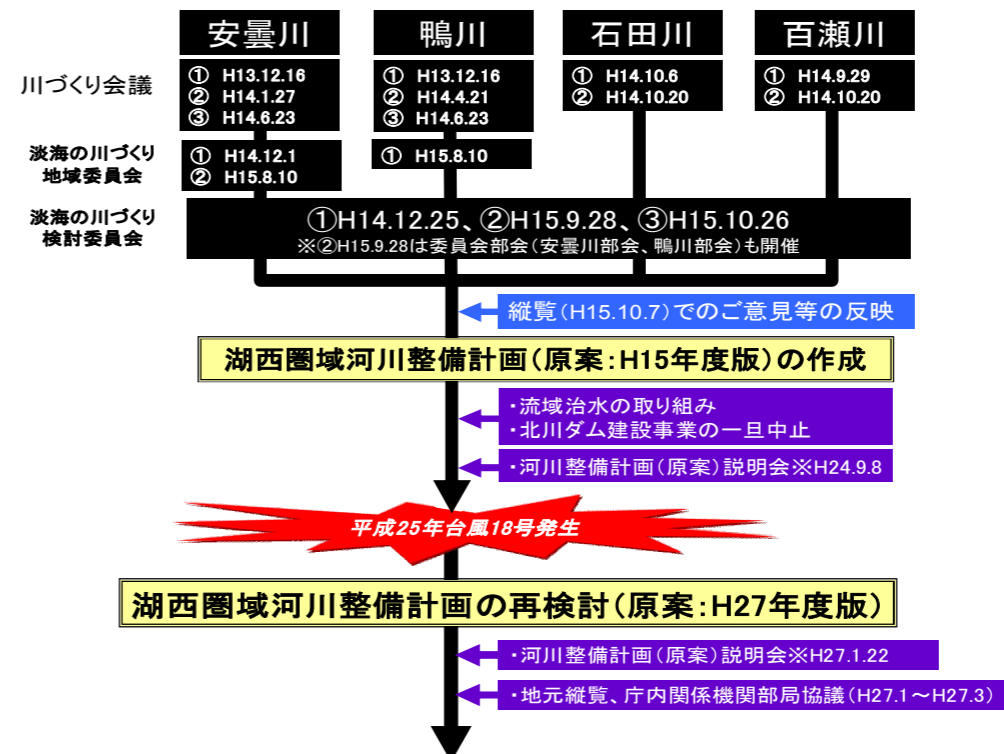 安曇川
鴨川
石田川
百瀬川
川づくり会議
① H13.12.16
② H14.1.27
③ H14.6.23
① H13.12.16
② H14.4.21
③ H14.6.23
① H14.10.6
② H14.10.20
① H14.9.29
② H14.10.20
淡海の川づくり
地域委員会
① H14.12.1
② H15.8.10
① H15.8.10
淡海の川づくり
検討委員会
①H14.12.25、②H15.9.28、③H15.10.26
※②H15.9.28は委員会部会(安曇川部会、鴨川部会)も開催
縦覧(H15.10.7)でのご意見等の反映
湖西圏域河川整備計画(原案:H15年度版)の作成
・流域治水の取り組み
・北川ダム建設事業の一旦中止
・河川整備計画(原案)説明会※H24.9.8
平成25年台風18号発生
湖西圏域河川整備計画の再検討(原案:H27年度版)
・河川整備計画(原案)説明会※H27.1.22
・地元縦覧、庁内関係機関部局協議(H27.1～H27.3)